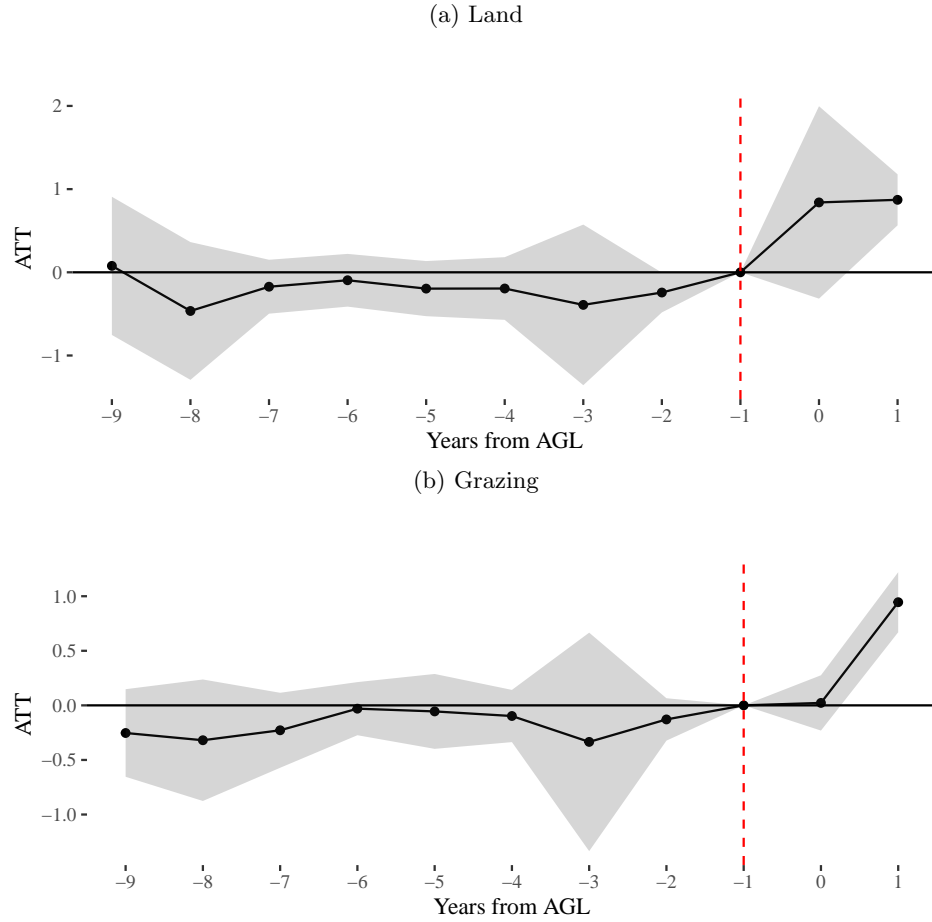 (a) Land
2
1
0
−1
ATT
−9 −8 −7 −6 −5 −4 −3 −2 −1 0 1
Years from AGL
(b) Grazing
1.0
0.5
0.0
−0.5
−1.0
ATT
−9 −8 −7 −6 −5 −4 −3 −2 −1 0 1
Years from AGL